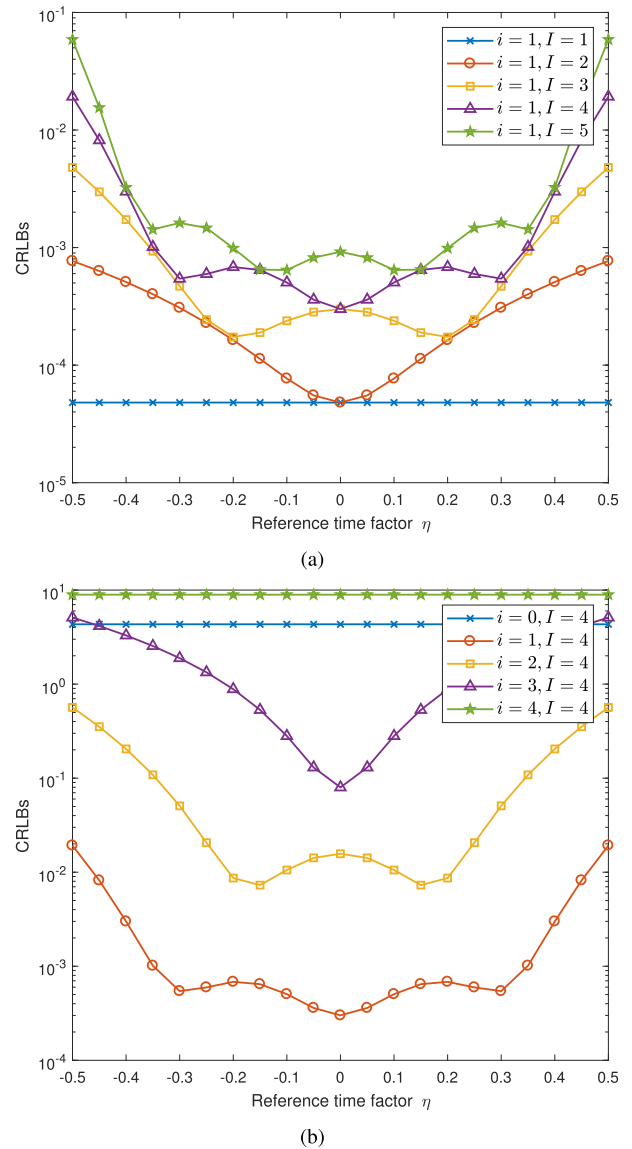 10^{-1}
i = 1, I = 1
i = 1, I = 2
i = 1, I = 3
i = 1, I = 4
i = 1, I = 5
10^{-2}
10^{-3}
10^{-4}
10^{-5}
CRLBs
-0.5 -0.4 -0.3 -0.2 -0.1 0 0.1 0.2 0.3 0.4 0.5
Reference time factor η
(a)
10^{1}
i = 0, I = 4
i = 1, I = 4
i = 2, I = 4
i = 3, I = 4
i = 4, I = 4
10^{0}
10^{-1}
10^{-2}
10^{-3}
10^{-4}
CRLBs
-0.5 -0.4 -0.3 -0.2 -0.1 0 0.1 0.2 0.3 0.4 0.5
Reference time factor η
(b)